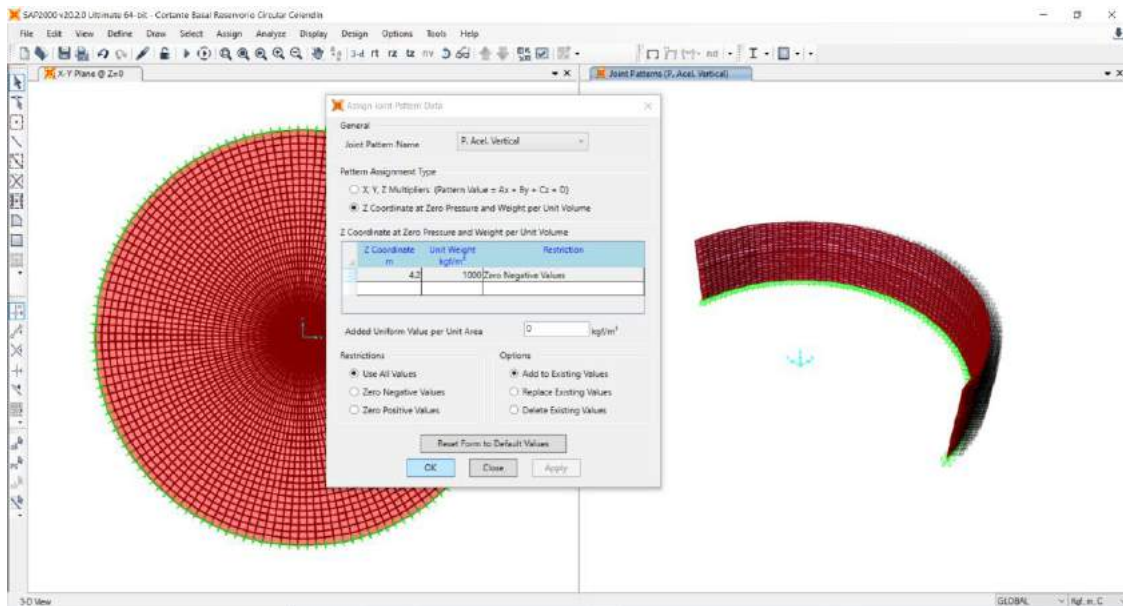 SAP2000 v20.2.0 Ultimate 64-bit - Cortante Basal Reservorio Circular Celendin
File Edit View Define Draw Select Assign Analyze Display Design Options Tools Help
3-d
nd
X-Y Plane @ Z=0
Joint Patterns (P. Acel. Vertical)
Assign Joint Pattern Data
General
Joint Pattern Name P. Acel. Vertical
Pattern Assignment Type
X, Y, Z Multipliers (Pattern Value = Ax + By + Cz + D)
Z Coordinate at Zero Pressure and Weight per Unit Volume
Z Coordinate at Zero Pressure and Weight per Unit Volume
Z Coordinate Unit Weight Restriction
m kgf/m³
4.2 1000 Zero Negative Values
Added Uniform Value per Unit Area 0 kgf/m²
Restrictions Options
Use All Values Add to Existing Values
Zero Negative Values Replace Existing Values
Zero Positive Values Delete Existing Values
Reset Form to Default Values
OK Close Apply
3-D View GLOBAL Kgf, m, C